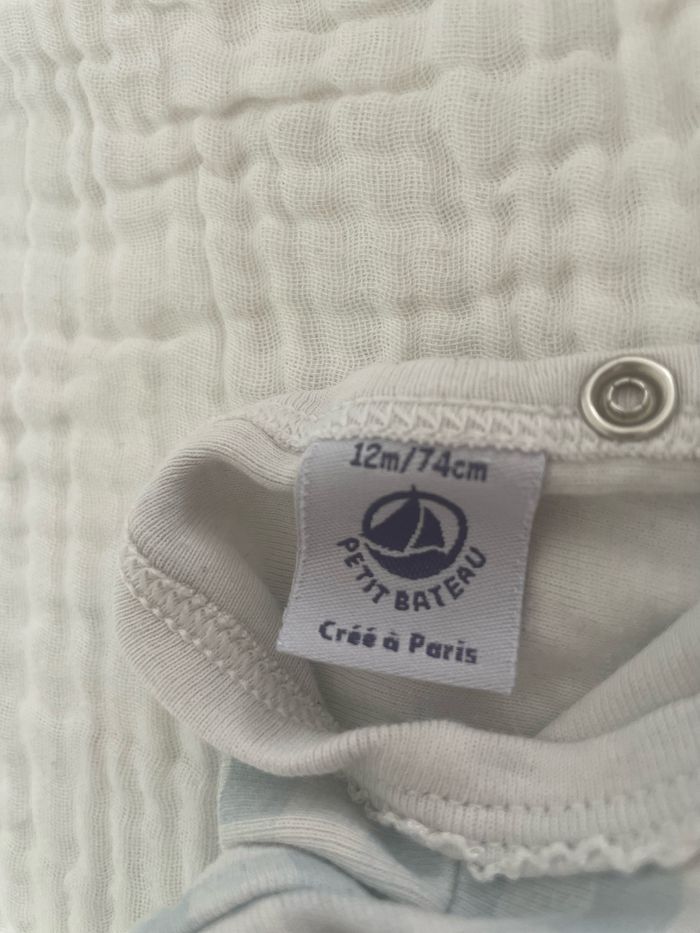 12m/74cm
PETIT BATEAU
Créé à Paris